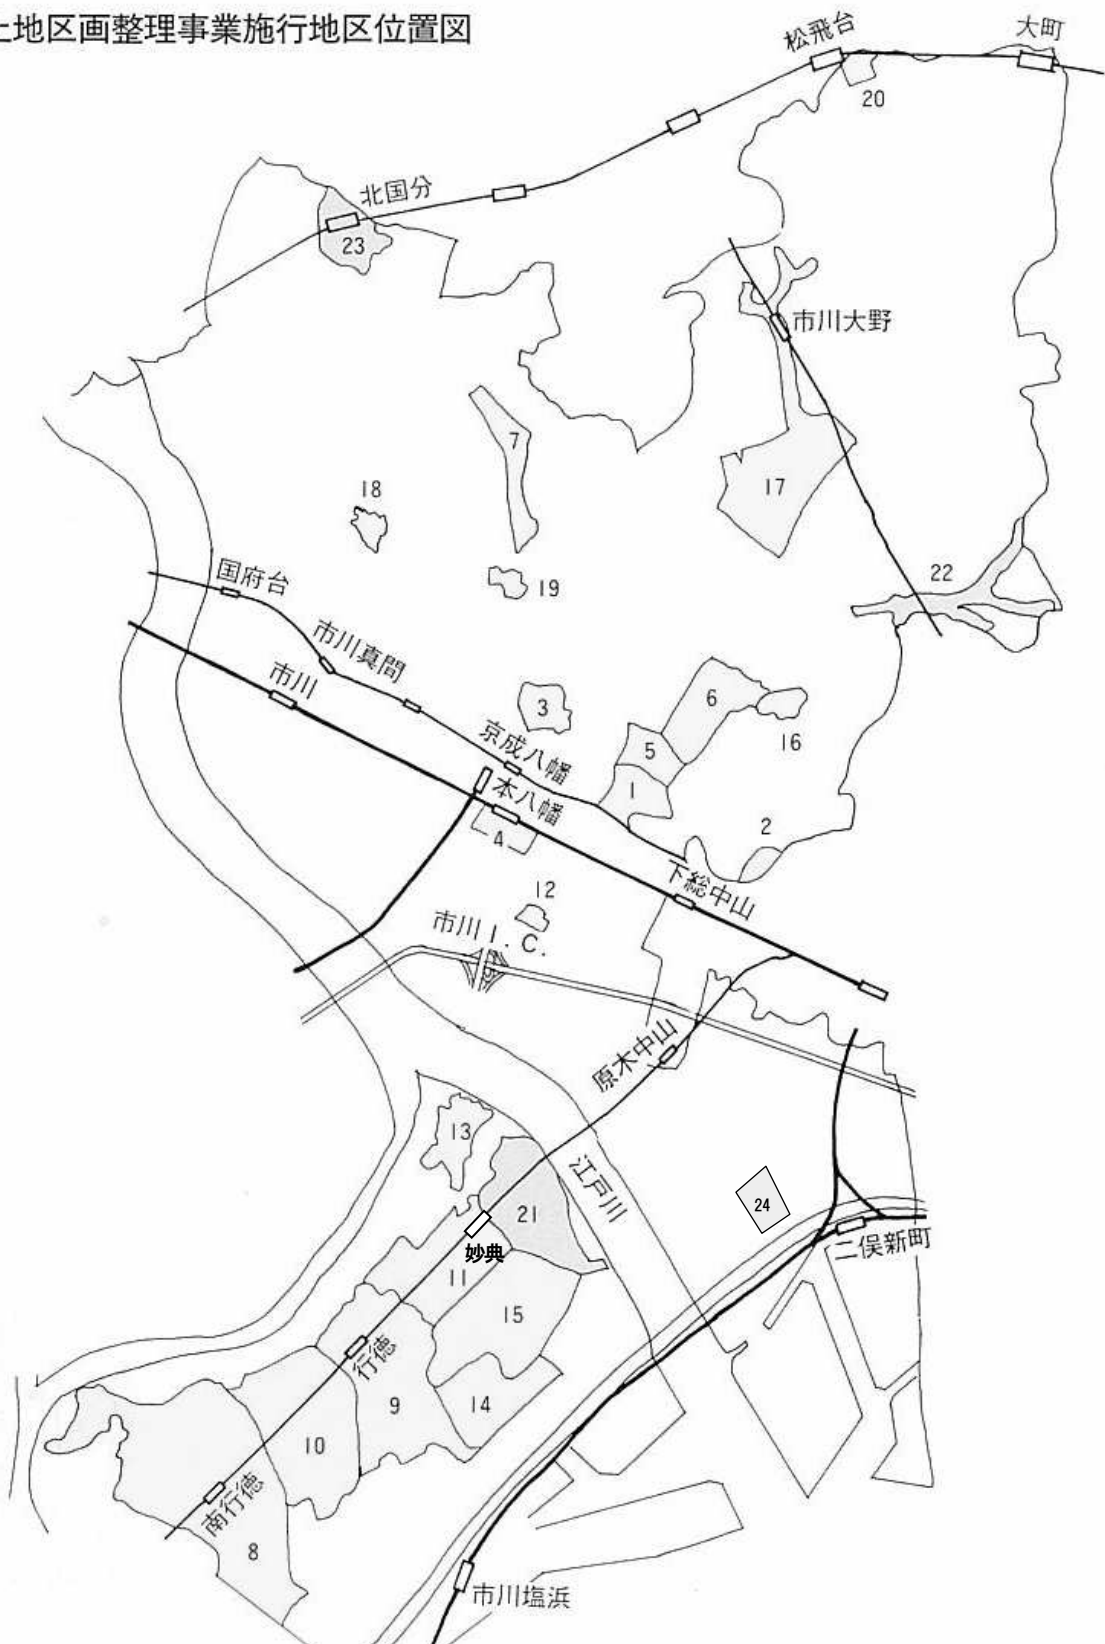 土地区画整理事業施行地区位置図
松飛台
大町
20
北国分
23
市川大野
7
17
18
19
22
国府台
市川真間
市川
3
6
16
5
京成八幡
1
本八幡
4
2
下総中山
12
市川 I. C.
原木中山
13
江戸川
21
24
二俣新町
妙典
11
15
行徳
9
14
10
南行徳
8
市川塩浜